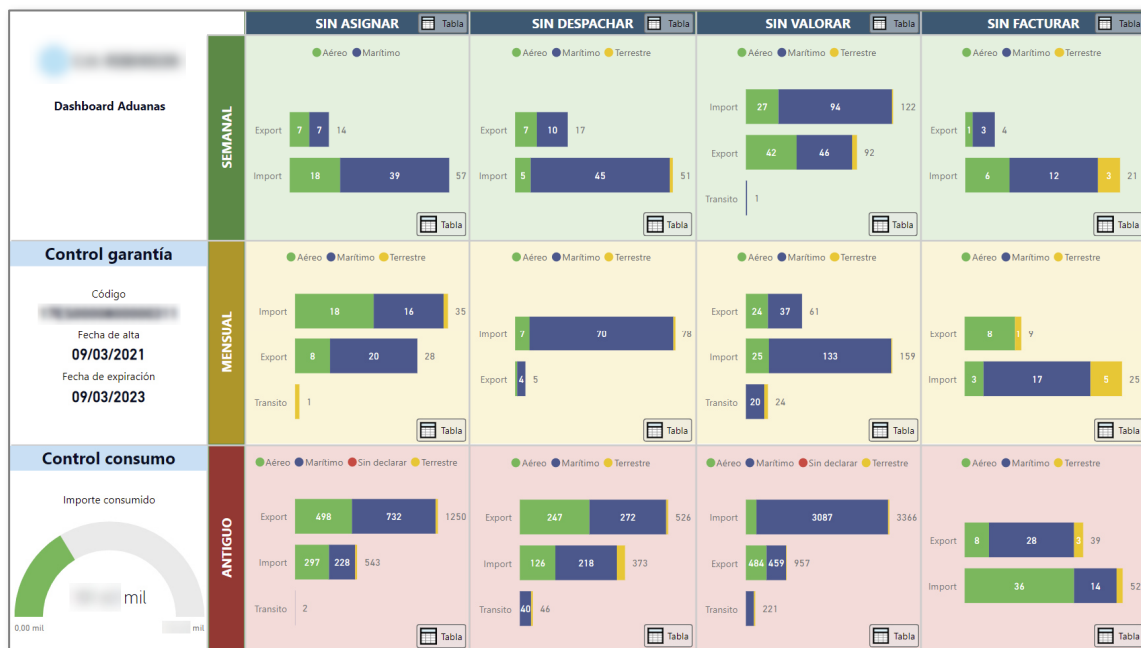 SIN ASIGNAR
Tabla
SIN DESPACHAR
Tabla
SIN VALORAR
Tabla
SIN FACTURAR
Tabla
Dashboard Aduanas
SEMANAL
Aéreo Marítimo
Export 7 7 14
Import 18 39 57
Tabla
Aéreo Marítimo Terrestre
Export 7 10 17
Import 5 45 51
Tabla
Aéreo Marítimo Terrestre
Import 27 94 122
Export 42 46 92
Transito 1
Tabla
Aéreo Marítimo Terrestre
Export 1 3 4
Import 6 12 3 21
Tabla
Control garantía
Código
Fecha de alta
09/03/2021
Fecha de expiración
09/03/2023
MENSUAL
Aéreo Marítimo Terrestre
Import 18 16 35
Export 8 20 28
Transito 1
Tabla
Aéreo Marítimo Terrestre
Import 7 70 78
Export 4 5
Tabla
Aéreo Marítimo Terrestre
Export 24 37 61
Import 25 133 159
Transito 20 24
Tabla
Aéreo Marítimo Terrestre
Export 8 1 9
Import 3 17 5 25
Tabla
Control consumo
Importe consumido
mil
0,00 mil
mil
ANTIGUO
Aéreo Marítimo Sin declarar Terrestre
Export 498 732 1250
Import 297 228 543
Transito 2
Tabla
Aéreo Marítimo Terrestre
Export 247 272 526
Import 126 218 373
Transito 40 46
Tabla
Aéreo Marítimo Sin declarar Terrestre
Import 3087 3366
Export 484 459 957
Transito 221
Tabla
Aéreo Marítimo Terrestre
Export 8 28 3 39
Import 36 14 52
Tabla